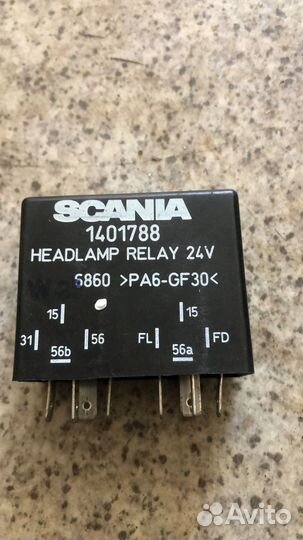 SCANIA
1401788
HEADLAMP RELAY 24V
6860 >PA6-GF30<
15 15
31 56 FL FD
56b 56a
Avito